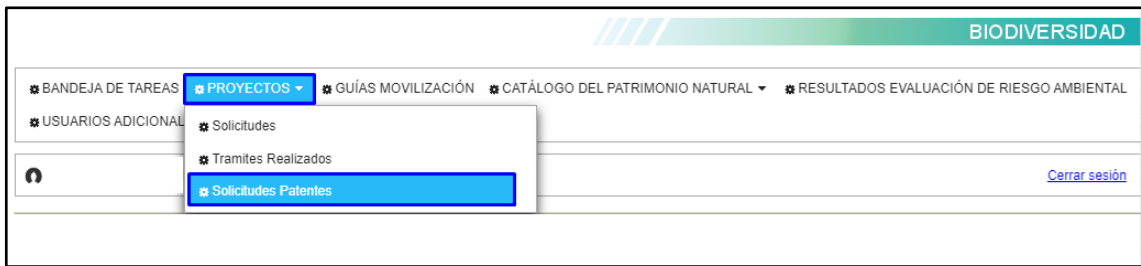 BIODIVERSIDAD
BANDEJA DE TAREAS PROYECTOS GUÍAS MOVILIZACIÓN CATÁLOGO DEL PATRIMONIO NATURAL RESULTADOS EVALUACIÓN DE RIESGO AMBIENTAL
USUARIOS ADICIONAL
Solicitudes
Tramites Realizados
Solicitudes Patentes
Cerrar sesión